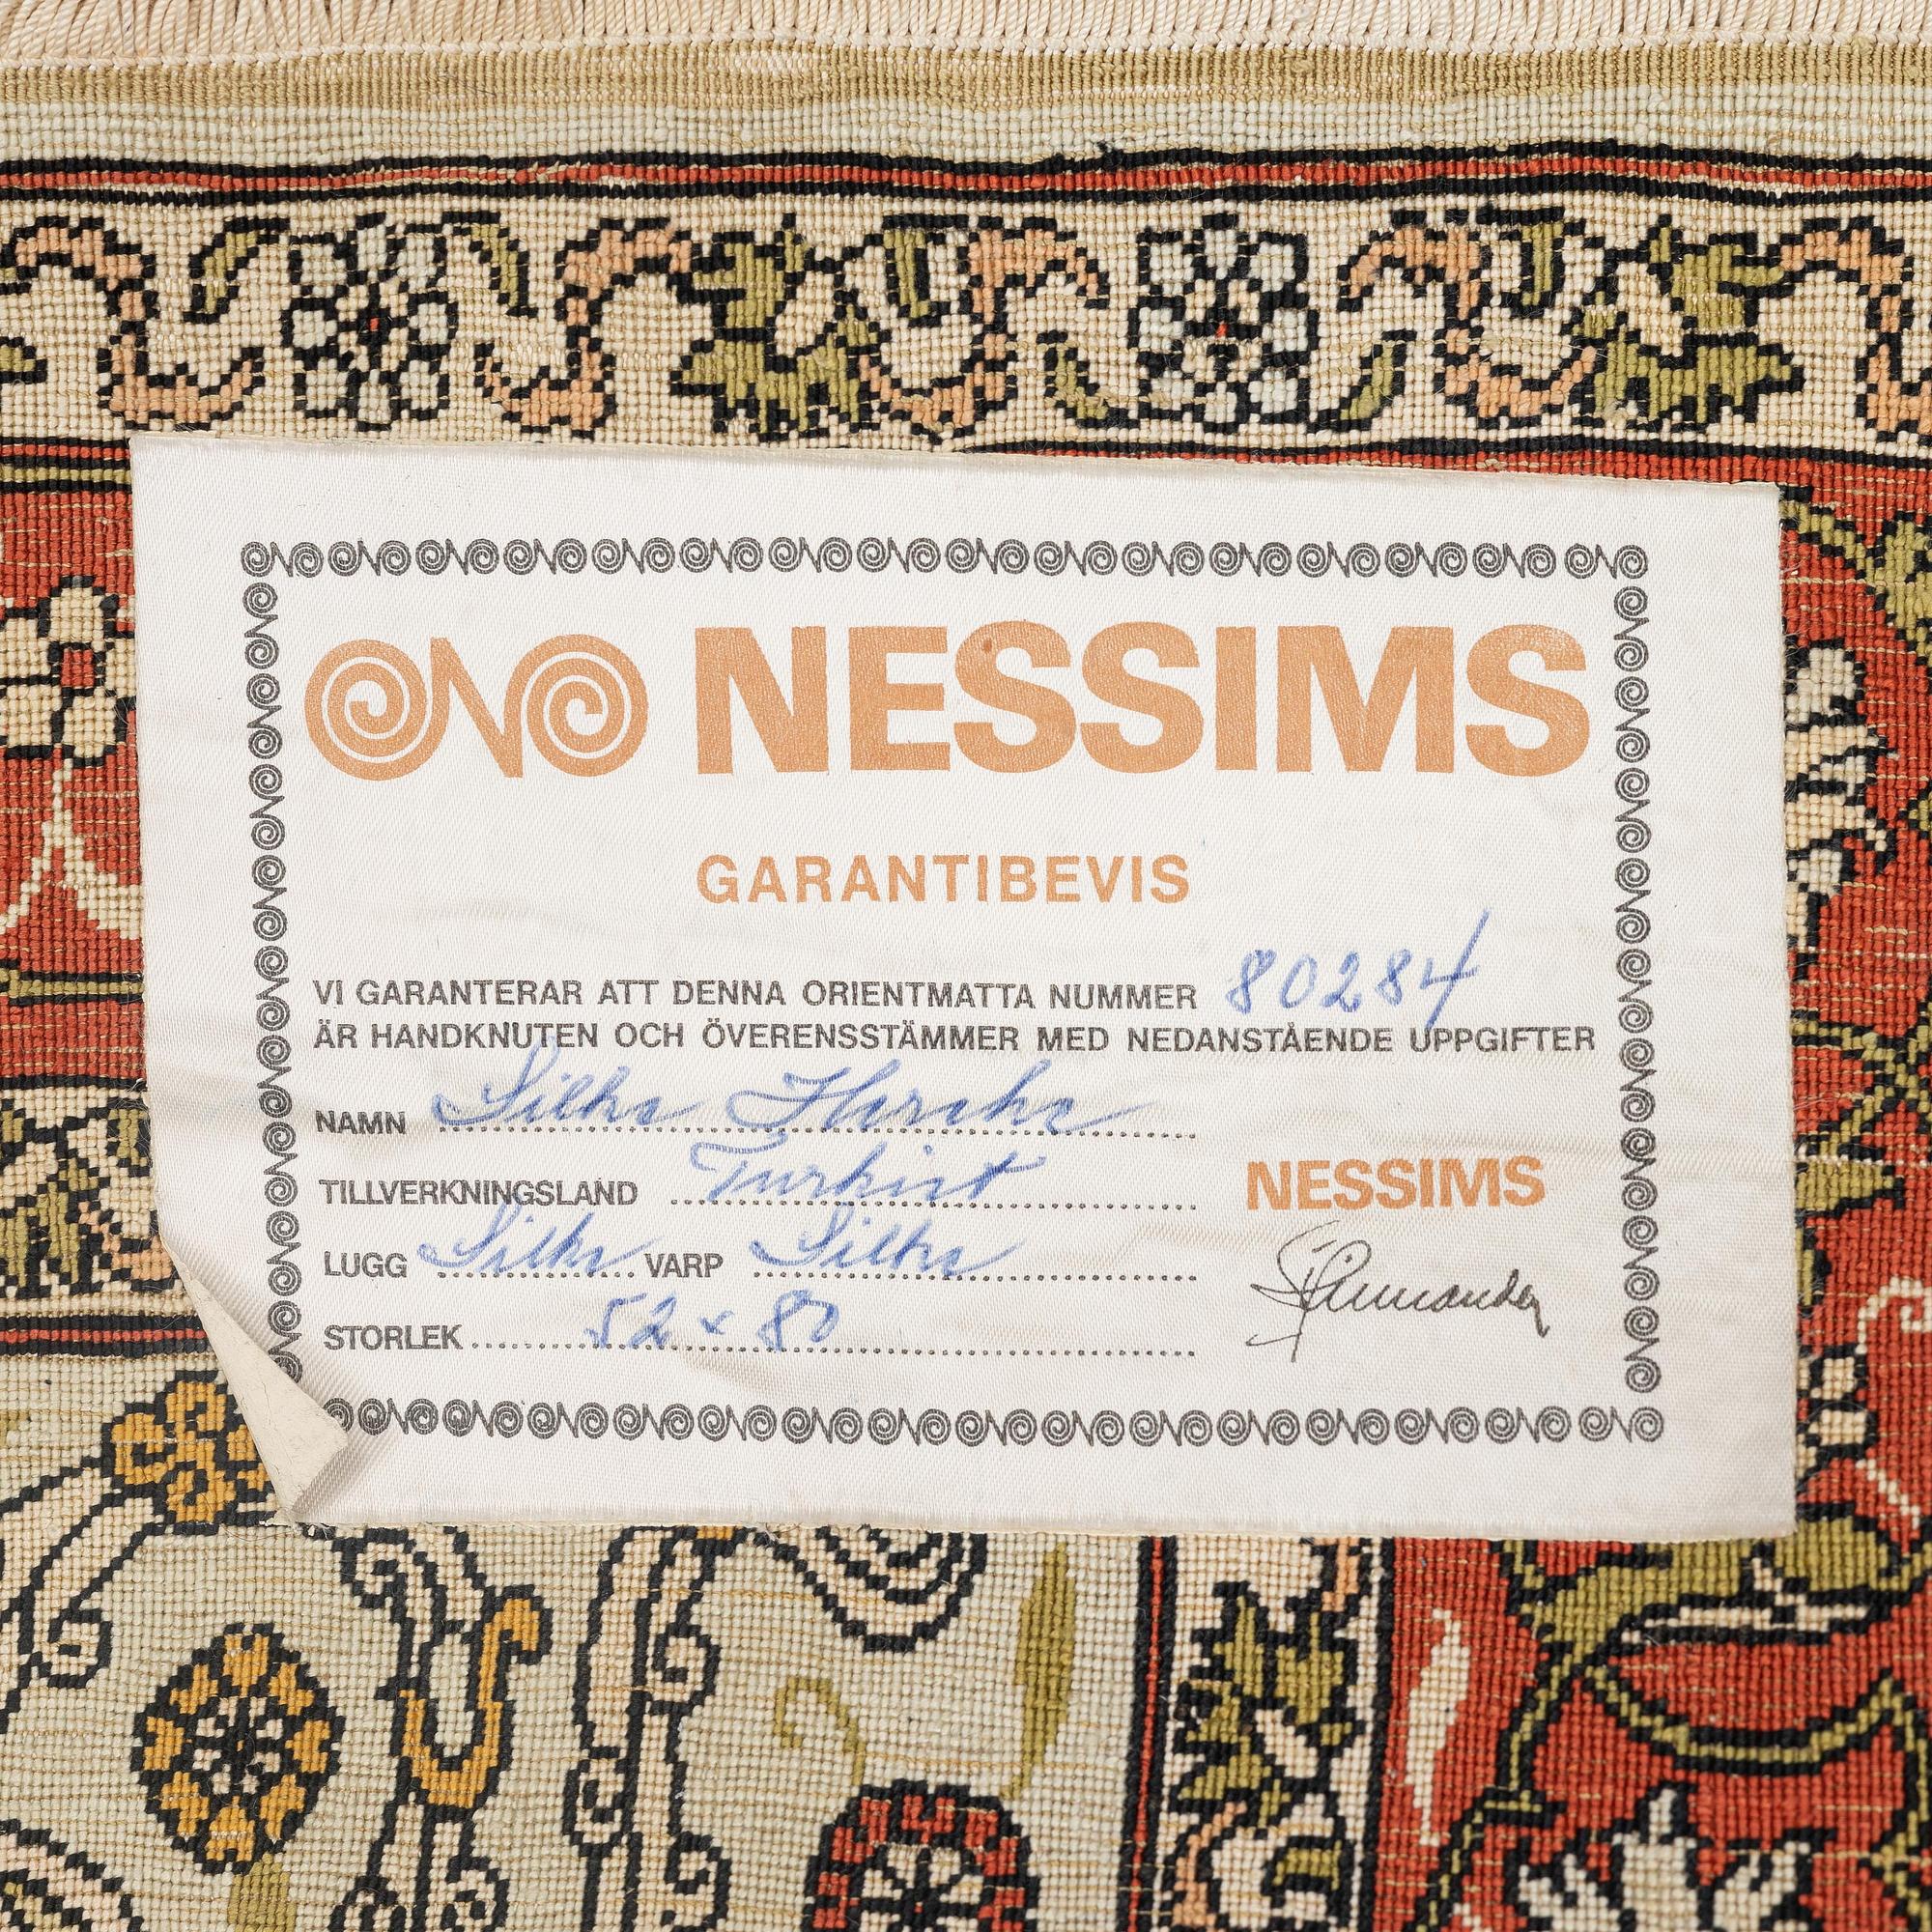 NESSIMS
GARANTIBEVIS
VI GARANTERAR ATT DENNA ORIENTMATTA NUMMER 80284
ÄR HANDKNUTEN OCH ÖVERENSSTÄMMER MED NEDANSTÅENDE UPPGIFTER
NAMN Silke
TILLVERKNINGSLAND Turkiet
LUGG Silke VARP Silke
STORLEK 52 x 80
NESSIMS